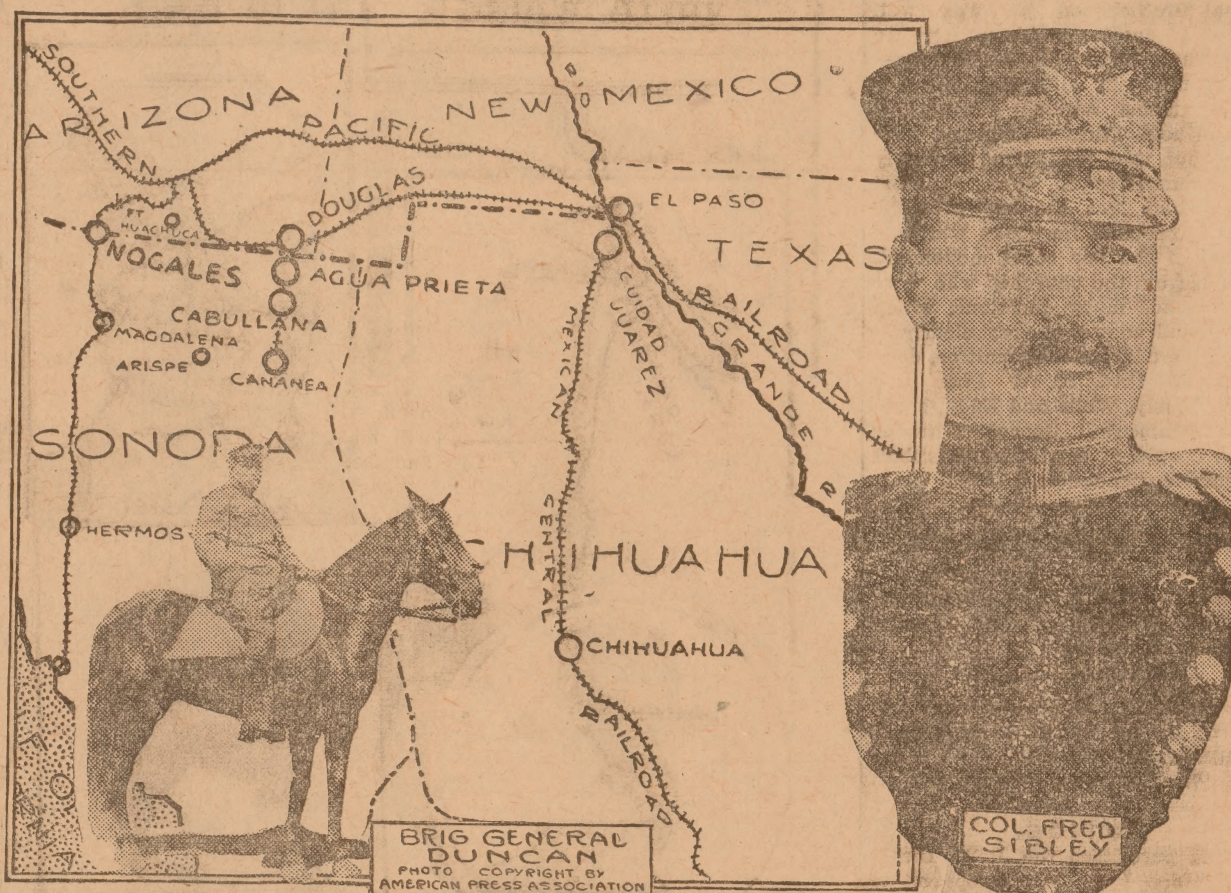 SOUTHERN
ARIZONA
PACIFIC
NEW MEXICO
RIO
DOUGLAS
EL PASO
FT
HUACHUCA
NOGALES
AGUA PRIETA
TEXAS
CABULLANA
CUIDAD
JUAREZ
RAILROAD
GRANDE
R
MAGDALENA
ARISPE
CANANEA
MEXICAN
CENTRAL
SONORA
HERMOS
CHIHUAHUA
CHIHUAHUA
RAILROAD
BRIG GENERAL
DUNCAN
PHOTO COPYRIGHT BY
AMERICAN PRESS ASSOCIATION
COL. FRED
SIBLEY